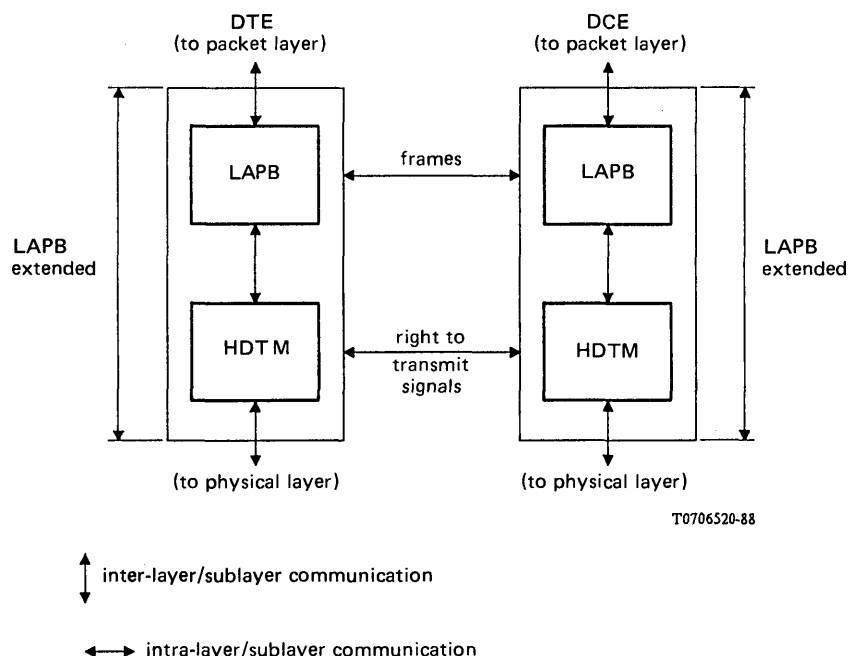 DTE
(to packet layer)
DCE
(to packet layer)
LAPB
frames
LAPB
LAPB
extended
LAPB
extended
HDTM
right to
transmit
signals
HDTM
(to physical layer)
(to physical layer)
T0706520-88
inter-layer/sublayer communication
intra-layer/sublayer communication